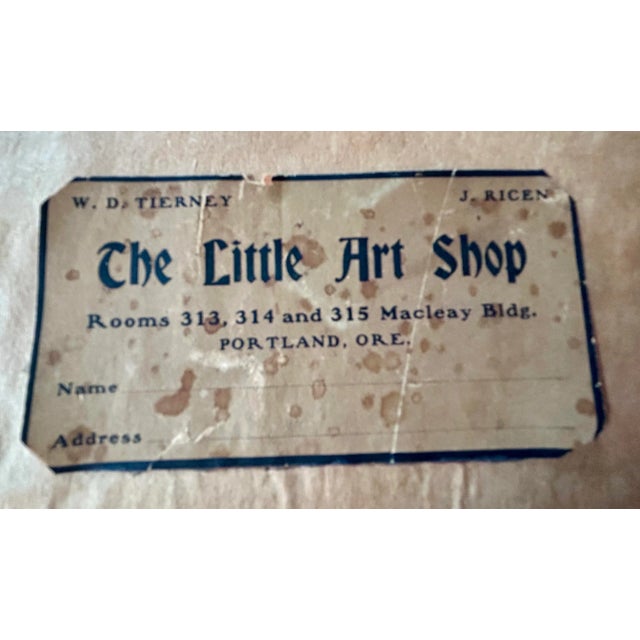 W. D. TIERNEY J. RICEN
The Little Art Shop
Rooms 313, 314 and 315 Macleay Bldg.
PORTLAND, ORE.
Name
Address